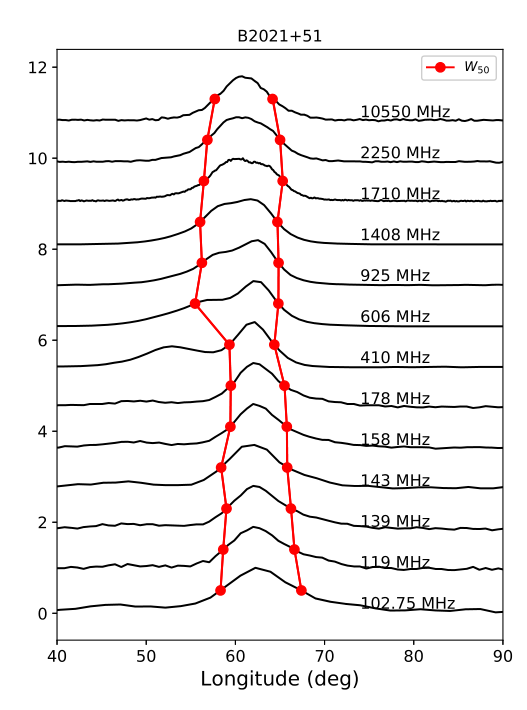 B2021+51
W50
12
10
8
6
4
2
0
10550 MHz
2250 MHz
1710 MHz
1408 MHz
925 MHz
606 MHz
410 MHz
178 MHz
158 MHz
143 MHz
139 MHz
119 MHz
102.75 MHz
40 50 60 70 80 90
Longitude (deg)